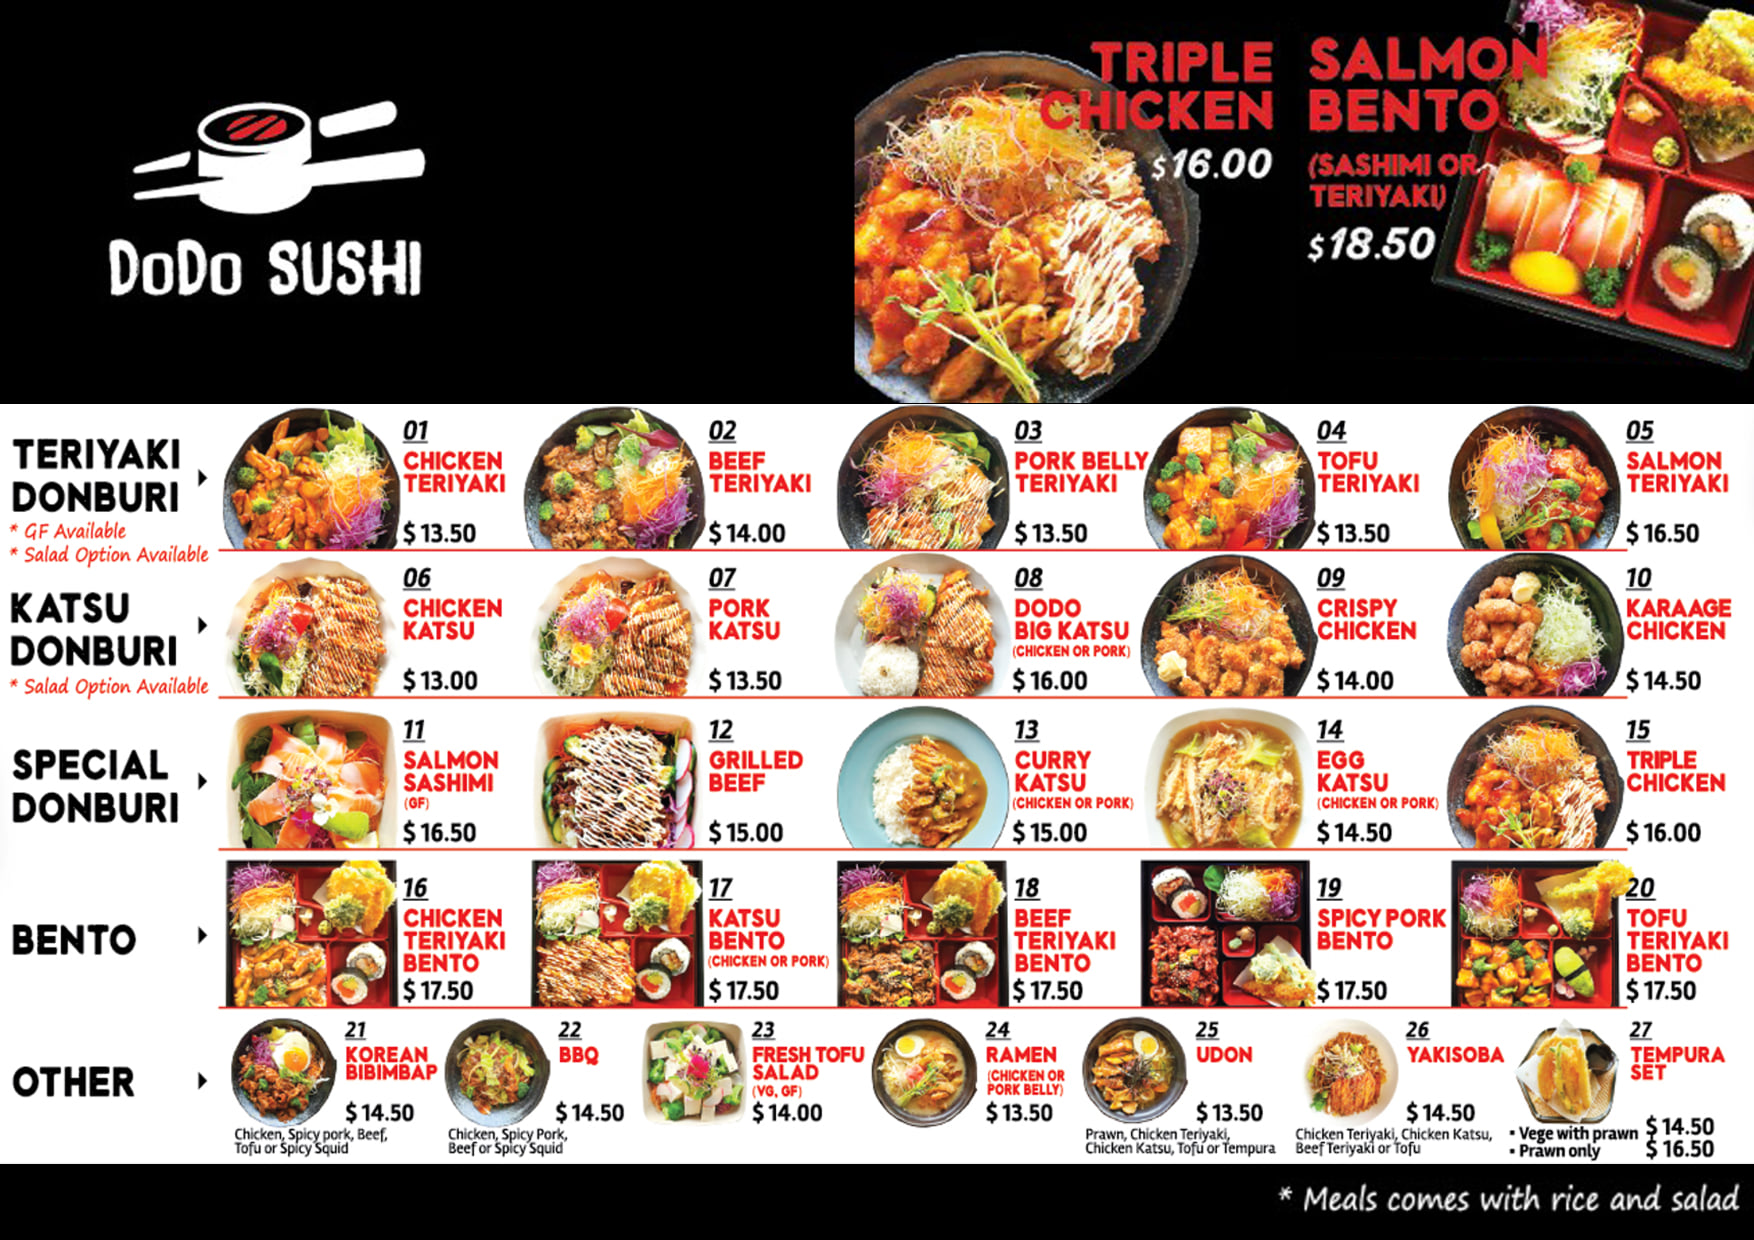 DoDo SUSHI
TRIPLE
CHICKEN
$16.00
SALMON
BENTO
(SASHIMI OR
TERIYAKI)
$18.50
TERIYAKI
DONBURI
* GF Available
* Salad Option Available
01
CHICKEN
TERIYAKI
$13.50
02
BEEF
TERIYAKI
$14.00
03
PORK BELLY
TERIYAKI
$13.50
04
TOFU
TERIYAKI
$13.50
05
SALMON
TERIYAKI
$16.50
KATSU
DONBURI
* Salad Option Available
06
CHICKEN
KATSU
$13.00
07
PORK
KATSU
$13.50
08
DODO
BIG KATSU
(CHICKEN OR PORK)
$16.00
09
CRISPY
CHICKEN
$14.00
10
KARAAGE
CHICKEN
$14.50
SPECIAL
DONBURI
11
SALMON
SASHIMI
(GF)
$16.50
12
GRILLED
BEEF
$15.00
13
CURRY
KATSU
(CHICKEN OR PORK)
$15.00
14
EGG
KATSU
(CHICKEN OR PORK)
$14.50
15
TRIPLE
CHICKEN
$16.00
BENTO
16
CHICKEN
TERIYAKI
BENTO
$17.50
17
KATSU
BENTO
(CHICKEN OR PORK)
$17.50
18
BEEF
TERIYAKI
BENTO
$17.50
19
SPICY PORK
BENTO
$17.50
20
TOFU
TERIYAKI
BENTO
$17.50
OTHER
21
KOREAN
BIBIMBAP
$14.50
Chicken, Spicy pork, Beef,
Tofu or Spicy Squid
22
BBQ
$14.50
Chicken, Spicy Pork,
Beef or Spicy Squid
23
FRESH TOFU
SALAD
(VG, GF)
$14.00
24
RAMEN
(CHICKEN OR
PORK BELLY)
$13.50
25
UDON
$13.50
Prawn, Chicken Teriyaki,
Chicken Katsu, Tofu or Tempura
26
YAKISOBA
$14.50
Chicken Teriyaki, Chicken Katsu,
Beef Teriyaki or Tofu
27
TEMPURA
SET
• Vege with prawn $14.50
• Prawn only $16.50
* Meals comes with rice and salad